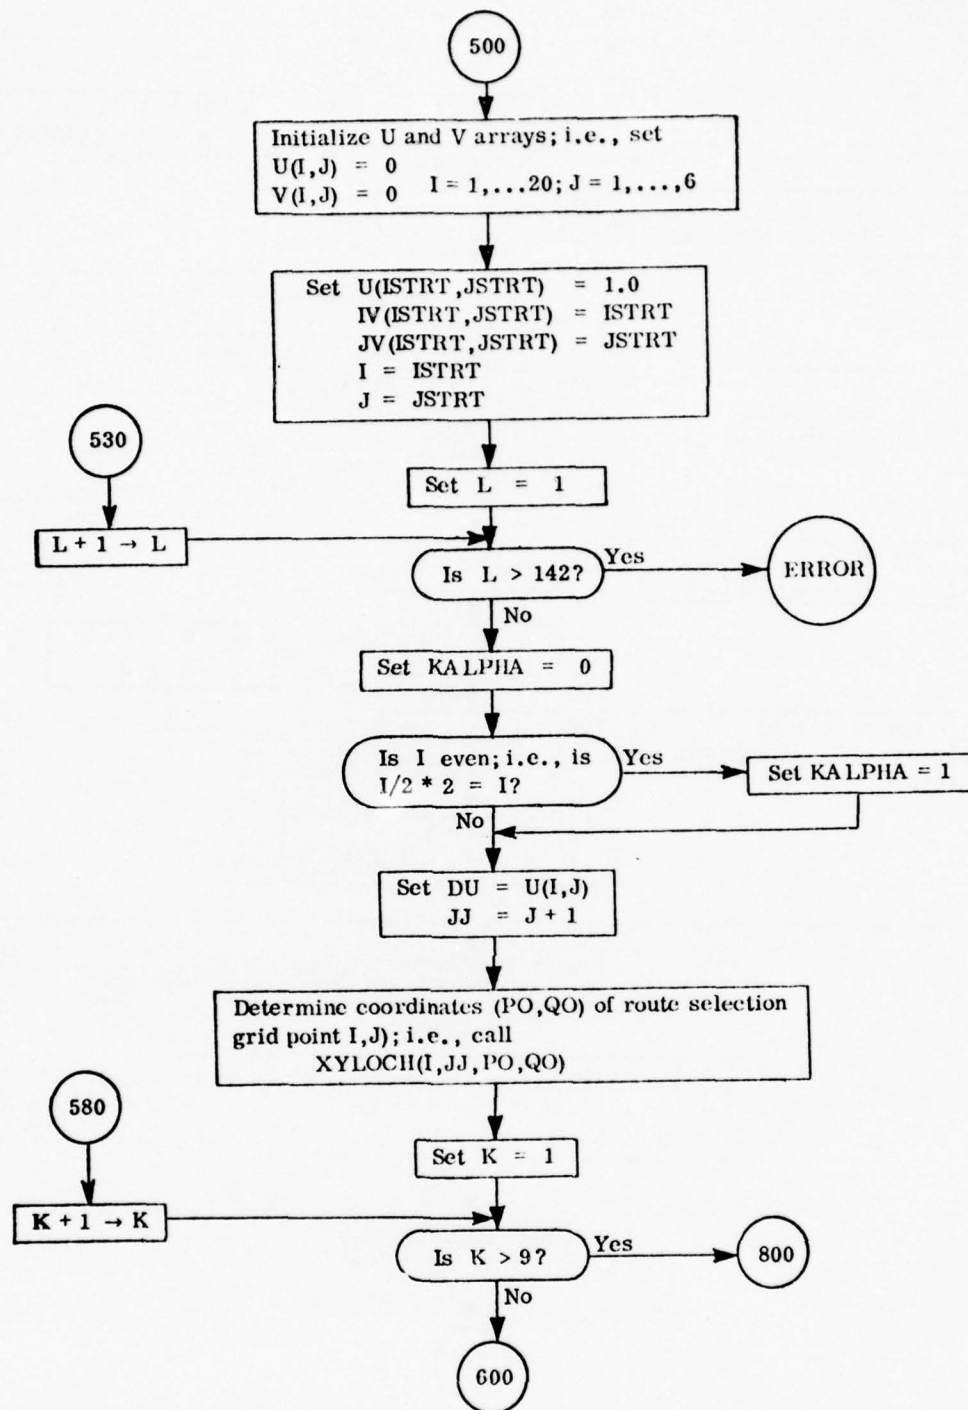 500
Initialize U and V arrays; i.e., set
U(I,J) = 0
V(I,J) = 0 I = 1,...20; J = 1,...,6
Set U(ISTRT,JSTRT) = 1.0
IV(ISTRT,JSTRT) = ISTRT
JV(ISTRT,JSTRT) = JSTRT
I = ISTRT
J = JSTRT
530
Set L = 1
L + 1 → L
Is L > 142?
Yes
ERROR
No
Set KALPHA = 0
Is I even; i.e., is
I/2 * 2 = I?
Yes
Set KALPHA = 1
No
Set DU = U(I,J)
JJ = J + 1
Determine coordinates (PO,QO) of route selection
grid point I,J); i.e., call
XYLOCH(I,JJ,PO,QO)
580
Set K = 1
K + 1 → K
Is K > 9?
Yes
800
No
600